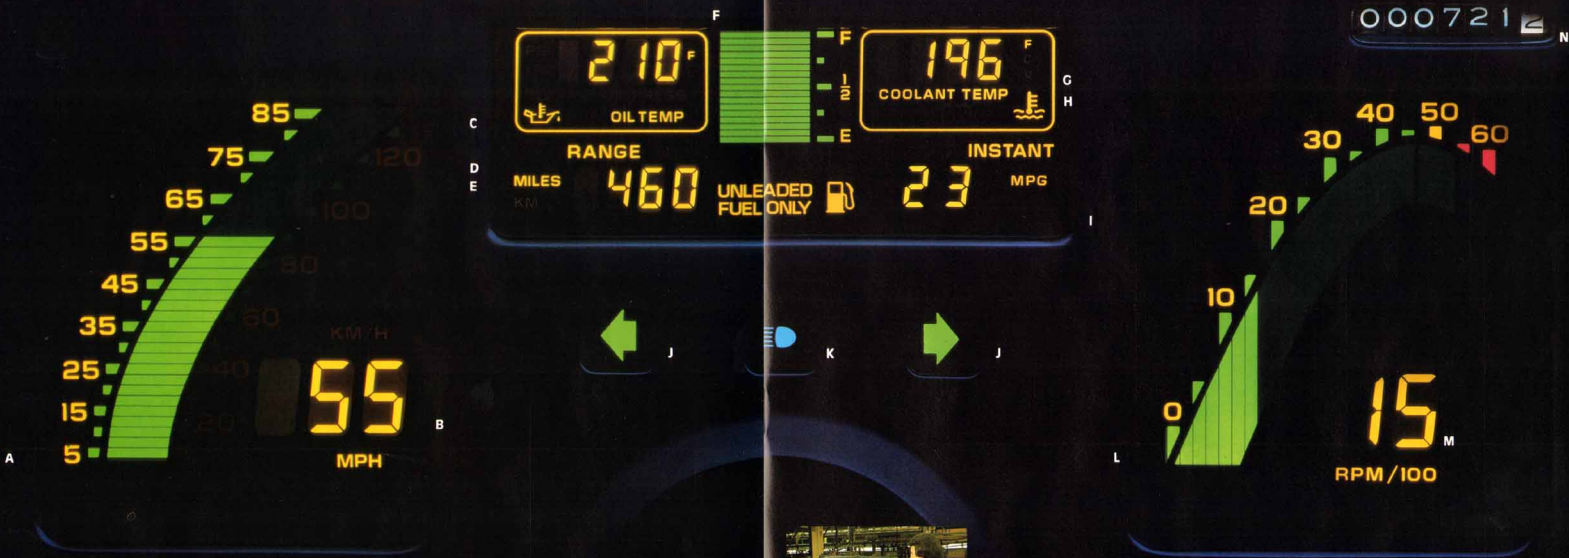 F
0007212
N
210 F
OIL TEMP
F
1/2
E
196 F
COOLANT TEMP
G
H
C
D
E
RANGE
MILES 460
KM
UNLEADED
FUEL ONLY
INSTANT
23 MPG
I
85
75
65
55
45
35
25
15
5
120
100
80
60
40
20
KM/H
55
MPH
A
B
J
K
J
0
10
20
30
40
50
60
15
RPM/100
L
M